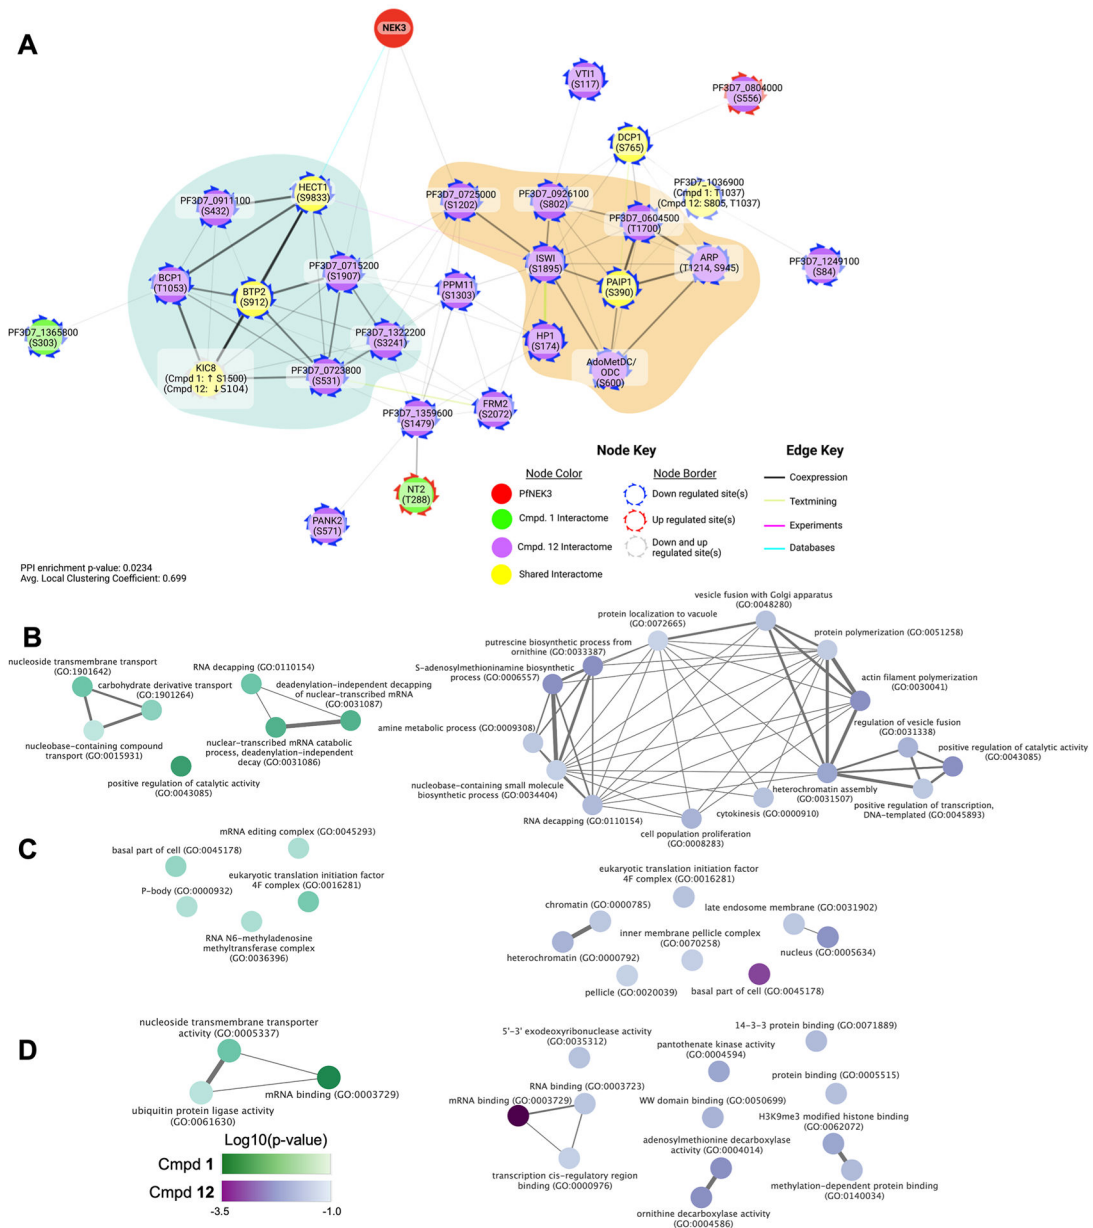 A
NEK3
VTI1
(S117)
PF3D7_0804000
(S556)
DCP1
(S765)
HECT1
(S9833)
PF3D7_0911100
(S432)
PF3D7_0725000
(S1202)
PF3D7_0926100
(S802)
PF3D7_1036900
(Cmpd 1: T1037)
(Cmpd 12: S805, T1037)
PF3D7_0604500
(T1700)
PF3D7_0715200
(S1907)
BCP1
(T1053)
BTP2
(S912)
PPM11
(S1303)
ISWI
(S1895)
PAIP1
(S390)
ARP
(T1214, S945)
PF3D7_1249100
(S84)
PF3D7_1365800
(S303)
PF3D7_1322200
(S3241)
HP1
(S174)
KIC8
(Cmpd 1: ↑ S1500)
(Cmpd 12: ↓S104)
PF3D7_0723800
(S531)
AdoMetDC/
ODC
(S600)
PF3D7_1359600
(S1479)
FRM2
(S2072)
NT2
(T288)
PANK2
(S571)
Node Key
Edge Key
Node Color
Node Border
PfNEK3
Cmpd. 1 Interactome
Cmpd. 12 Interactome
Shared Interactome
Down regulated site(s)
Up regulated site(s)
Down and up
regulated site(s)
Coexpression
Textmining
Experiments
Databases
PPI enrichment p-value: 0.0234
Avg. Local Clustering Coefficient: 0.699
B
nucleoside transmembrane transport
(GO:1901642)
carbohydrate derivative transport
(GO:1901264)
nucleobase-containing compound
transport (GO:0015931)
RNA decapping (GO:0110154)
deadenylation-independent decapping
of nuclear-transcribed mRNA
(GO:0031087)
nuclear-transcribed mRNA catabolic
process, deadenylation-independent
decay (GO:0031086)
positive regulation of catalytic activity
(GO:0043085)
vesicle fusion with Golgi apparatus
(GO:0048280)
protein localization to vacuole
(GO:0072665)
protein polymerization (GO:0051258)
putrescine biosynthetic process from
ornithine (GO:0033387)
S-adenosylmethioninamine biosynthetic
process (GO:0006557)
actin filament polymerization
(GO:0030041)
amine metabolic process (GO:0009308)
regulation of vesicle fusion
(GO:0031338)
positive regulation of catalytic activity
(GO:0043085)
nucleobase-containing small molecule
biosynthetic process (GO:0034404)
heterochromatin assembly
(GO:0031507)
positive regulation of transcription,
DNA-templated (GO:0045893)
RNA decapping (GO:0110154)
cytokinesis (GO:0000910)
cell population proliferation
(GO:0008283)
C
mRNA editing complex (GO:0045293)
basal part of cell (GO:0045178)
eukaryotic translation initiation factor
4F complex (GO:0016281)
P-body (GO:0000932)
RNA N6-methyladenosine
methyltransferase complex
(GO:0036396)
eukaryotic translation initiation factor
4F complex (GO:0016281)
chromatin (GO:0000785)
late endosome membrane (GO:0031902)
inner membrane pellicle complex
(GO:0070258)
heterochromatin (GO:0000792)
nucleus (GO:0005634)
pellicle (GO:0020039)
basal part of cell (GO:0045178)
D
nucleoside transmembrane transporter
activity (GO:0005337)
mRNA binding (GO:0003729)
ubiquitin protein ligase activity
(GO:0061630)
5'-3' exodeoxyribonuclease activity
(GO:0035312)
14-3-3 protein binding (GO:0071889)
pantothenate kinase activity
(GO:0004594)
RNA binding (GO:0003723)
protein binding (GO:0005515)
mRNA binding (GO:0003729)
WW domain binding (GO:0050699)
H3K9me3 modified histone binding
(GO:0062072)
adenosylmethionine decarboxylase
activity (GO:0004014)
transcription cis-regulatory region
binding (GO:0000976)
methylation-dependent protein binding
(GO:0140034)
ornithine decarboxylase activity
(GO:0004586)
Log10(p-value)
Cmpd 1
Cmpd 12
-3.5
-1.0